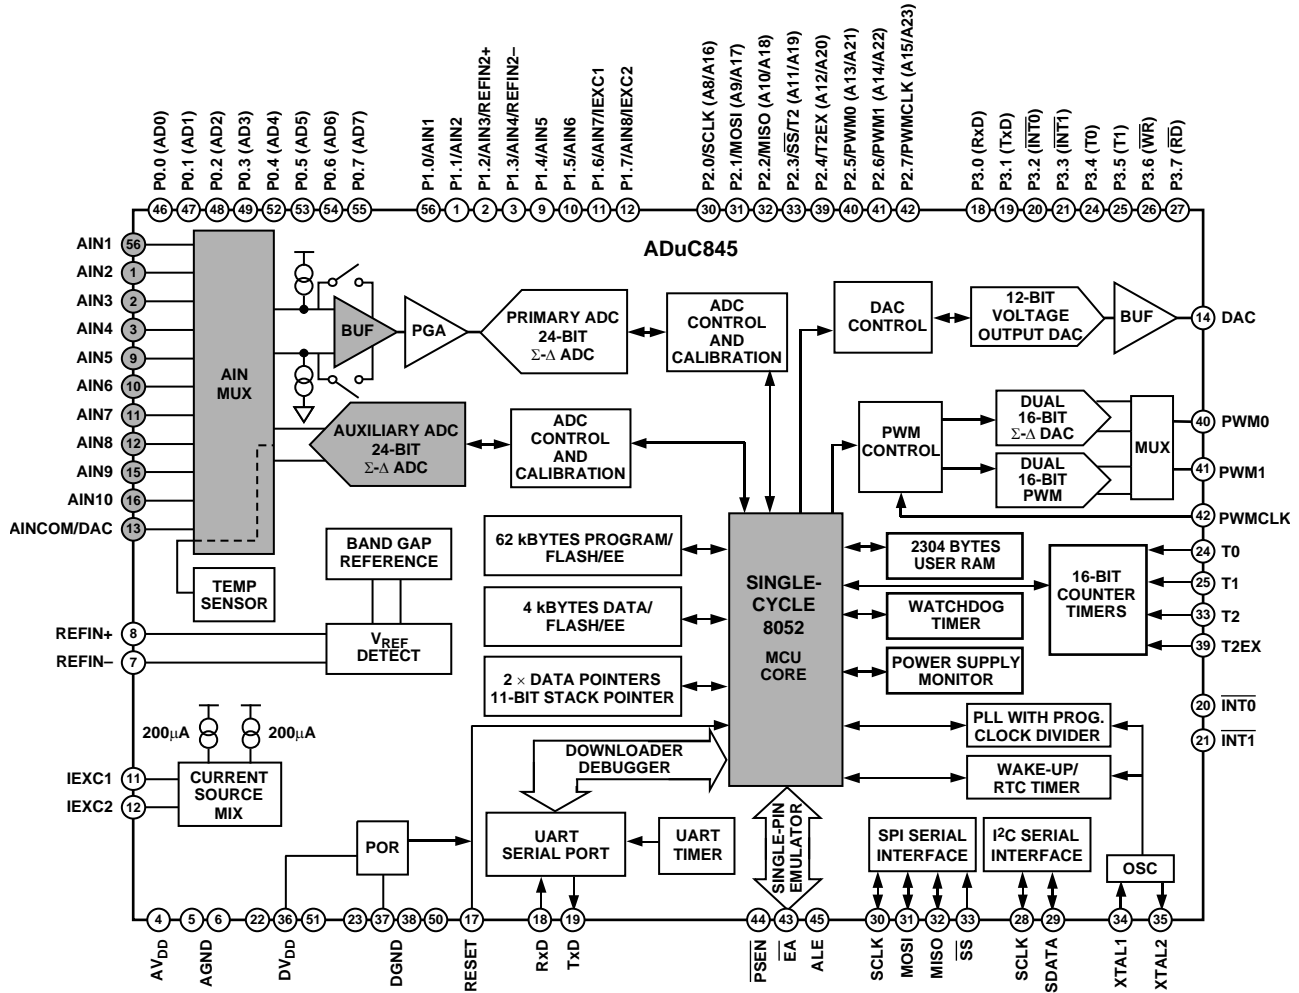 P0.0 (AD0)
P0.1 (AD1)
P0.2 (AD2)
P0.3 (AD3)
P0.4 (AD4)
P0.5 (AD5)
P0.6 (AD6)
P0.7 (AD7)
P1.0/AIN1
P1.1/AIN2
P1.2/AIN3/REFIN2+
P1.3/AIN4/REFIN2–
P1.4/AIN5
P1.5/AIN6
P1.6/AIN7/IEXC1
P1.7/AIN8/IEXC2
P2.0/SCLK (A8/A16)
P2.1/MOSI (A9/A17)
P2.2/MISO (A10/A18)
P2.3/S̅S̅/T2 (A11/A19)
P2.4/T2EX (A12/A20)
P2.5/PWM0 (A13/A21)
P2.6/PWM1 (A14/A22)
P2.7/PWMCLK (A15/A23)
P3.0 (RxD)
P3.1 (TxD)
P3.2 (I̅N̅T̅0̅)
P3.3 (I̅N̅T̅1̅)
P3.4 (T0)
P3.5 (T1)
P3.6 (W̅R̅)
P3.7 (R̅D̅)
46 47 48 49 52 53 54 55
56 1 2 3 9 10 11 12
30 31 32 33 39 40 41 42
18 19 20 21 24 25 26 27
ADuC845
AIN1 56
AIN2 1
AIN3 2
AIN4 3
AIN5 9
AIN6 10
AIN7 11
AIN8 12
AIN9 15
AIN10 16
AINCOM/DAC 13
AIN
MUX
BUF
PGA
PRIMARY ADC
24-BIT
Σ-Δ ADC
ADC
CONTROL
AND
CALIBRATION
DAC
CONTROL
12-BIT
VOLTAGE
OUTPUT DAC
BUF
14 DAC
AUXILIARY ADC
24-BIT
Σ-Δ ADC
ADC
CONTROL
AND
CALIBRATION
PWM
CONTROL
DUAL
16-BIT
Σ-Δ DAC
DUAL
16-BIT
PWM
MUX
40 PWM0
41 PWM1
42 PWMCLK
TEMP
SENSOR
BAND GAP
REFERENCE
VREF
DETECT
REFIN+ 8
REFIN– 7
62 kBYTES PROGRAM/
FLASH/EE
4 kBYTES DATA/
FLASH/EE
2 × DATA POINTERS
11-BIT STACK POINTER
SINGLE-
CYCLE
8052
MCU
CORE
2304 BYTES
USER RAM
WATCHDOG
TIMER
POWER SUPPLY
MONITOR
16-BIT
COUNTER
TIMERS
24 T0
25 T1
33 T2
39 T2EX
20 I̅N̅T̅0̅
21 I̅N̅T̅1̅
PLL WITH PROG.
CLOCK DIVIDER
WAKE-UP/
RTC TIMER
200μA
200μA
CURRENT
SOURCE
MIX
IEXC1 11
IEXC2 12
DOWNLOADER
DEBUGGER
POR
UART
SERIAL PORT
UART
TIMER
SINGLE-PIN
EMULATOR
SPI SERIAL
INTERFACE
I2C SERIAL
INTERFACE
OSC
4 5 6 22 36 51 23 37 38 50 17 18 19 44 43 45 30 31 32 33 28 29 34 35
AVDD
AGND
DVDD
DGND
RESET
RxD
TxD
P̅S̅E̅N̅
E̅A̅
ALE
SCLK
MOSI
MISO
S̅S̅
SCLK
SDATA
XTAL1
XTAL2